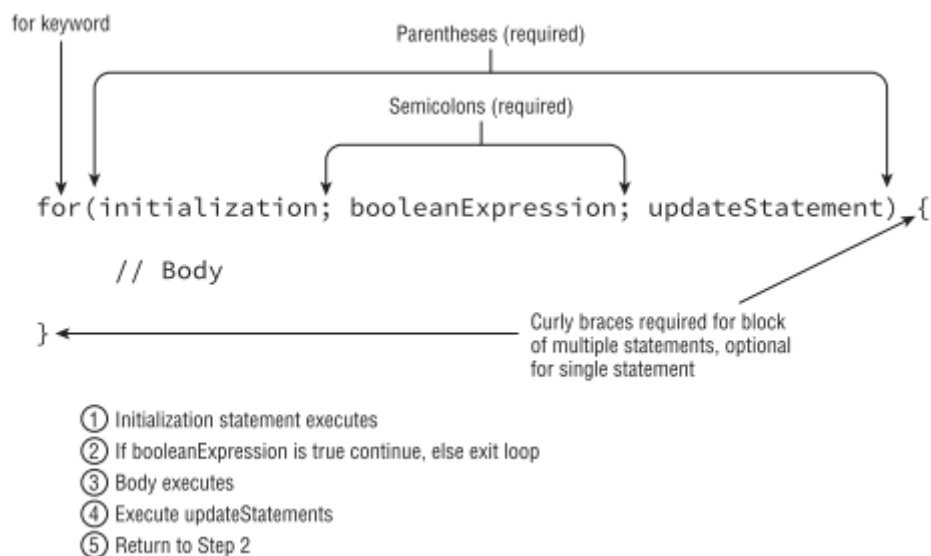 for keyword
Parentheses (required)
Semicolons (required)
for(initialization; booleanExpression; updateStatement) {
// Body
}
Curly braces required for block
of multiple statements, optional
for single statement
① Initialization statement executes
② If booleanExpression is true continue, else exit loop
③ Body executes
④ Execute updateStatements
⑤ Return to Step 2